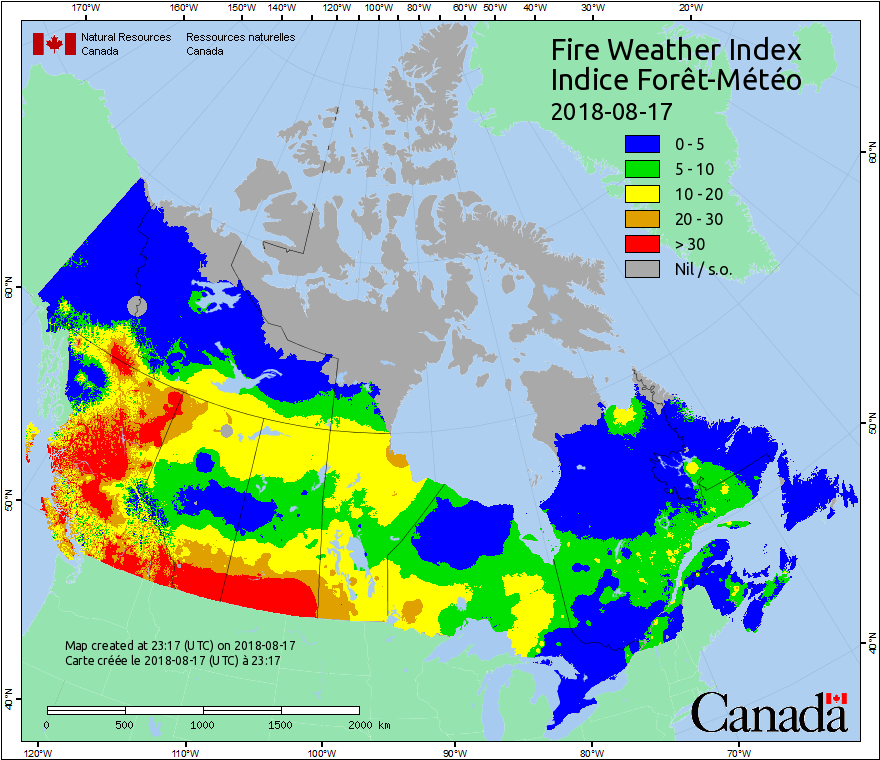 170°W 160°W 150°W 140°W 120°W 100°W 80°W 60°W 50°W 40°W 30°W 20°W
Natural Resources Ressources naturelles
Canada Canada
Fire Weather Index
Indice Forêt-Météo
2018-08-17
0 - 5
5 - 10
10 - 20
20 - 30
> 30
Nil / s.o.
60°N
60°N
50°N
50°N
40°N
40°N
Map created at 23:17 (UTC) on 2018-08-17
Carte créée le 2018-08-17 (UTC) à 23:17
0 500 1000 1500 2000 km
Canada
120°W 110°W 100°W 90°W 80°W 70°W